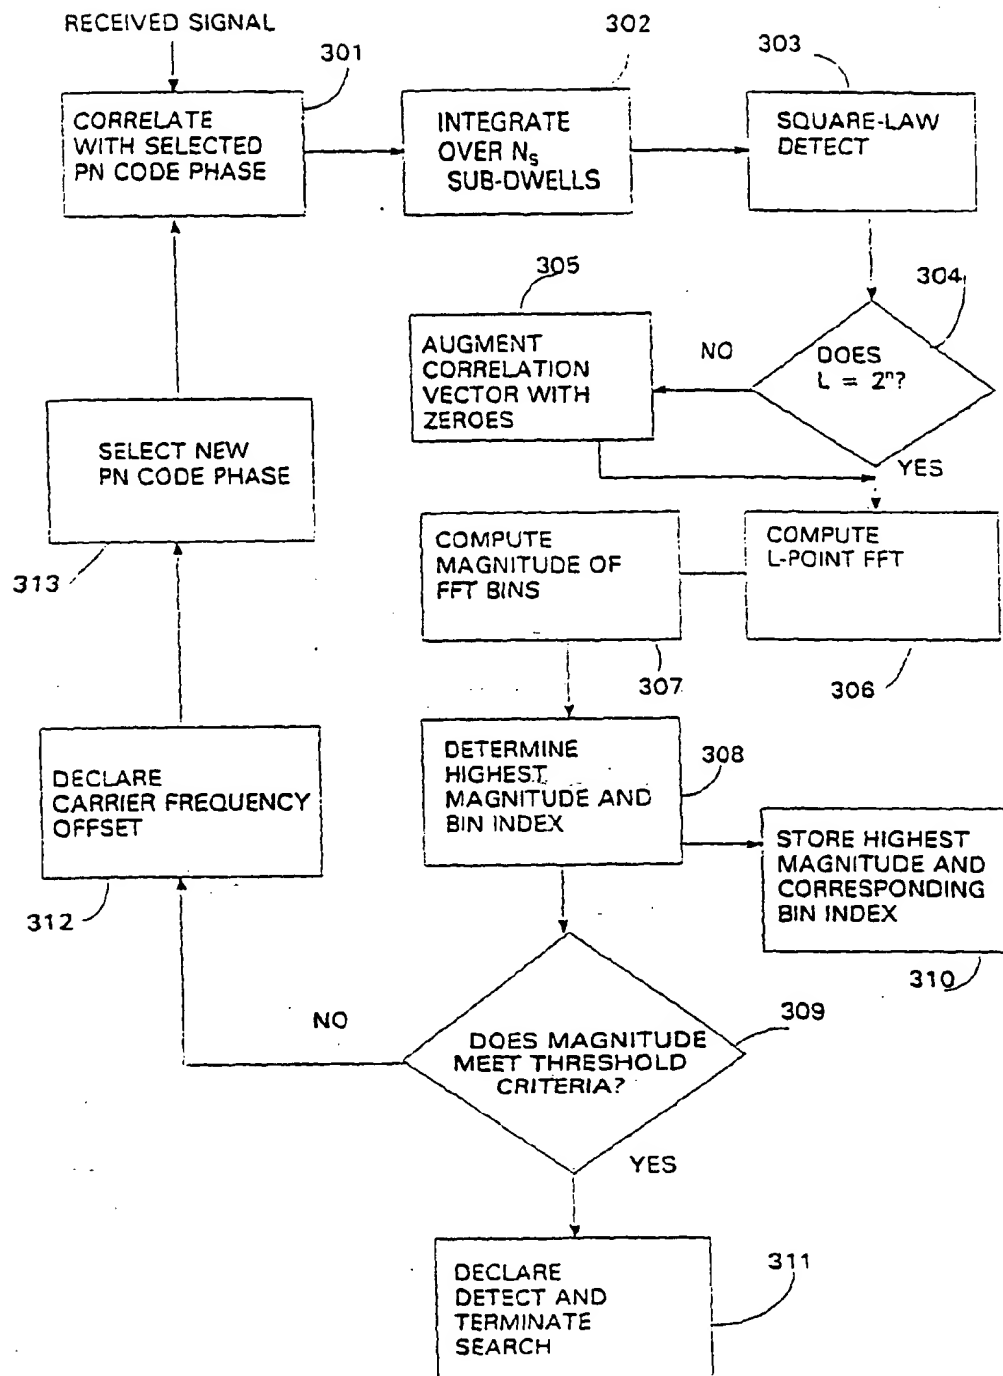 RECEIVED SIGNAL
301
CORRELATE
WITH SELECTED
PN CODE PHASE
302
INTEGRATE
OVER Ns
SUB-DWELLS
303
SQUARE-LAW
DETECT
304
DOES
L = 2ⁿ?
NO
YES
305
AUGMENT
CORRELATION
VECTOR WITH
ZEROES
SELECT NEW
PN CODE PHASE
313
COMPUTE
MAGNITUDE OF
FFT BINS
307
COMPUTE
L-POINT FFT
306
DETERMINE
HIGHEST
MAGNITUDE AND
BIN INDEX
308
STORE HIGHEST
MAGNITUDE AND
CORRESPONDING
BIN INDEX
310
DECLARE
CARRIER FREQUENCY
OFFSET
312
NO
DOES MAGNITUDE
MEET THRESHOLD
CRITERIA?
309
YES
DECLARE
DETECT AND
TERMINATE
SEARCH
311